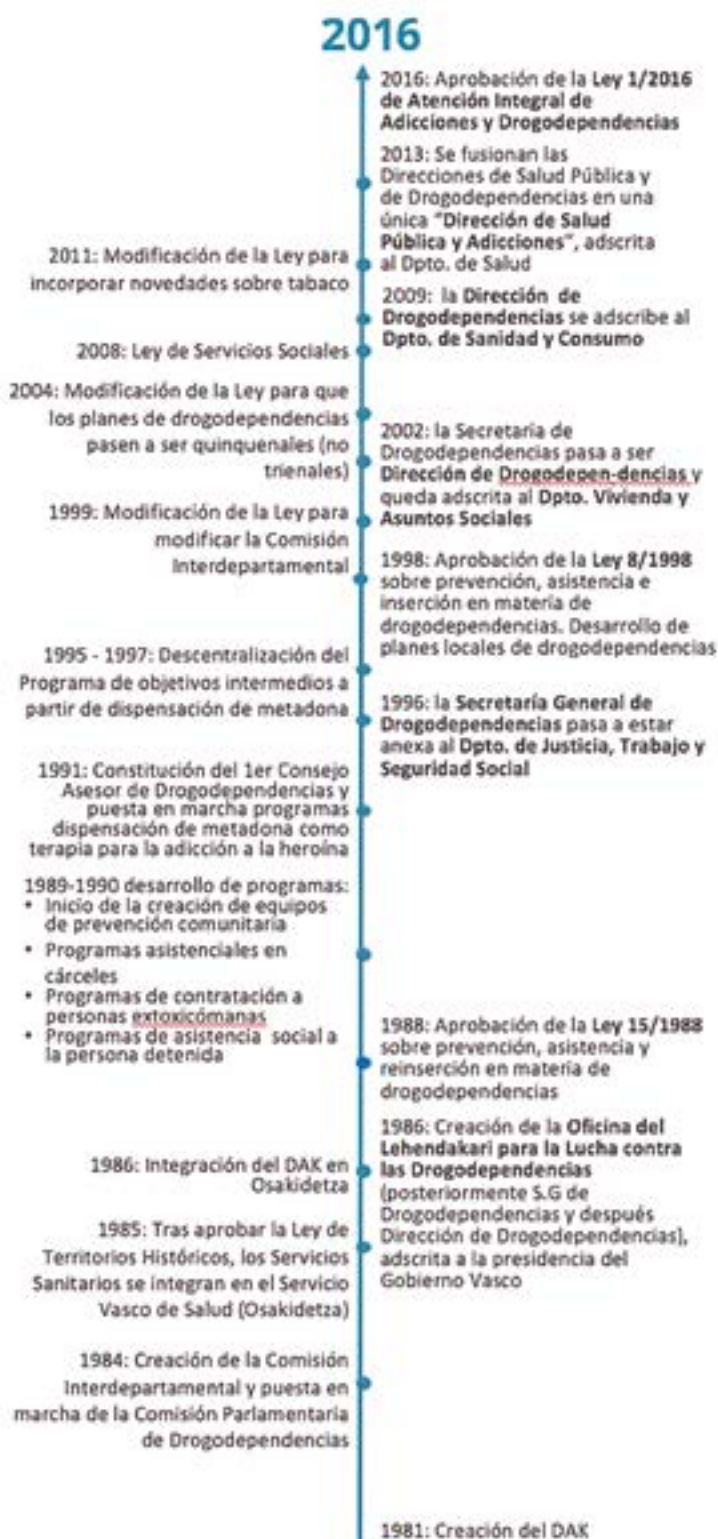 2016
2016: Aprobación de la Ley 1/2016
de Atención Integral de
Adicciones y Drogodependencias
2013: Se fusionan las
Direcciones de Salud Pública y
de Drogodependencias en una
única "Dirección de Salud
Pública y Adicciones", adscrita
al Dpto. de Salud
2011: Modificación de la Ley para
incorporar novedades sobre tabaco
2009: la Dirección de
Drogodependencias se adscribe al
Dpto. de Sanidad y Consumo
2008: Ley de Servicios Sociales
2004: Modificación de la Ley para que
los planes de drogodependencias
pasen a ser quinquenales (no
trienales)
2002: la Secretaria de
Drogodependencias pasa a ser
Dirección de Drogodepen-dencias y
queda adscrita al Dpto. Vivienda y
Asuntos Sociales
1999: Modificación de la Ley para
modificar la Comisión
Interdepartamental
1998: Aprobación de la Ley 8/1998
sobre prevención, asistencia e
inserción en materia de
drogodependencias. Desarrollo de
planes locales de drogodependencias
1995 - 1997: Descentralización del
Programa de objetivos intermedios a
partir de dispensación de metadona
1996: la Secretaría General de
Drogodependencias pasa a estar
anexa al Dpto. de Justicia, Trabajo y
Seguridad Social
1991: Constitución del 1er Consejo
Asesor de Drogodependencias y
puesta en marcha programas
dispensación de metadona como
terapia para la adicción a la heroína
1989-1990 desarrollo de programas:
• Inicio de la creación de equipos
de prevención comunitaria
• Programas asistenciales en
cárceles
• Programas de contratación a
personas extoxicómanas
• Programas de asistencia social a
la persona detenida
1988: Aprobación de la Ley 15/1988
sobre prevención, asistencia y
reinserción en materia de
drogodependencias
1986: Creación de la Oficina del
Lehendakari para la Lucha contra
las Drogodependencias
(posteriormente S.G de
Drogodependencias y después
Dirección de Drogodependencias),
adscrita a la presidencia del
Gobierno Vasco
1986: Integración del DAK en
Osakidetza
1985: Tras aprobar la Ley de
Territorios Históricos, los Servicios
Sanitarios se integran en el Servicio
Vasco de Salud (Osakidetza)
1984: Creación de la Comisión
Interdepartamental y puesta en
marcha de la Comisión Parlamentaria
de Drogodependencias
1981: Creación del DAK